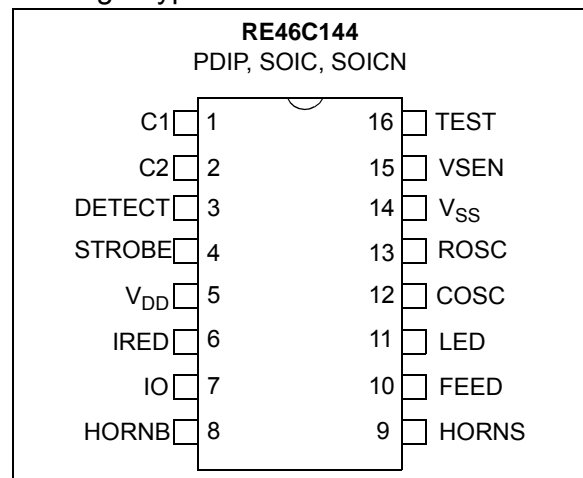 RE46C144
PDIP, SOIC, SOICN
C1 1 16 TEST
C2 2 15 VSEN
DETECT 3 14 VSS
STROBE 4 13 ROSC
VDD 5 12 COSC
IRED 6 11 LED
IO 7 10 FEED
HORNB 8 9 HORNS